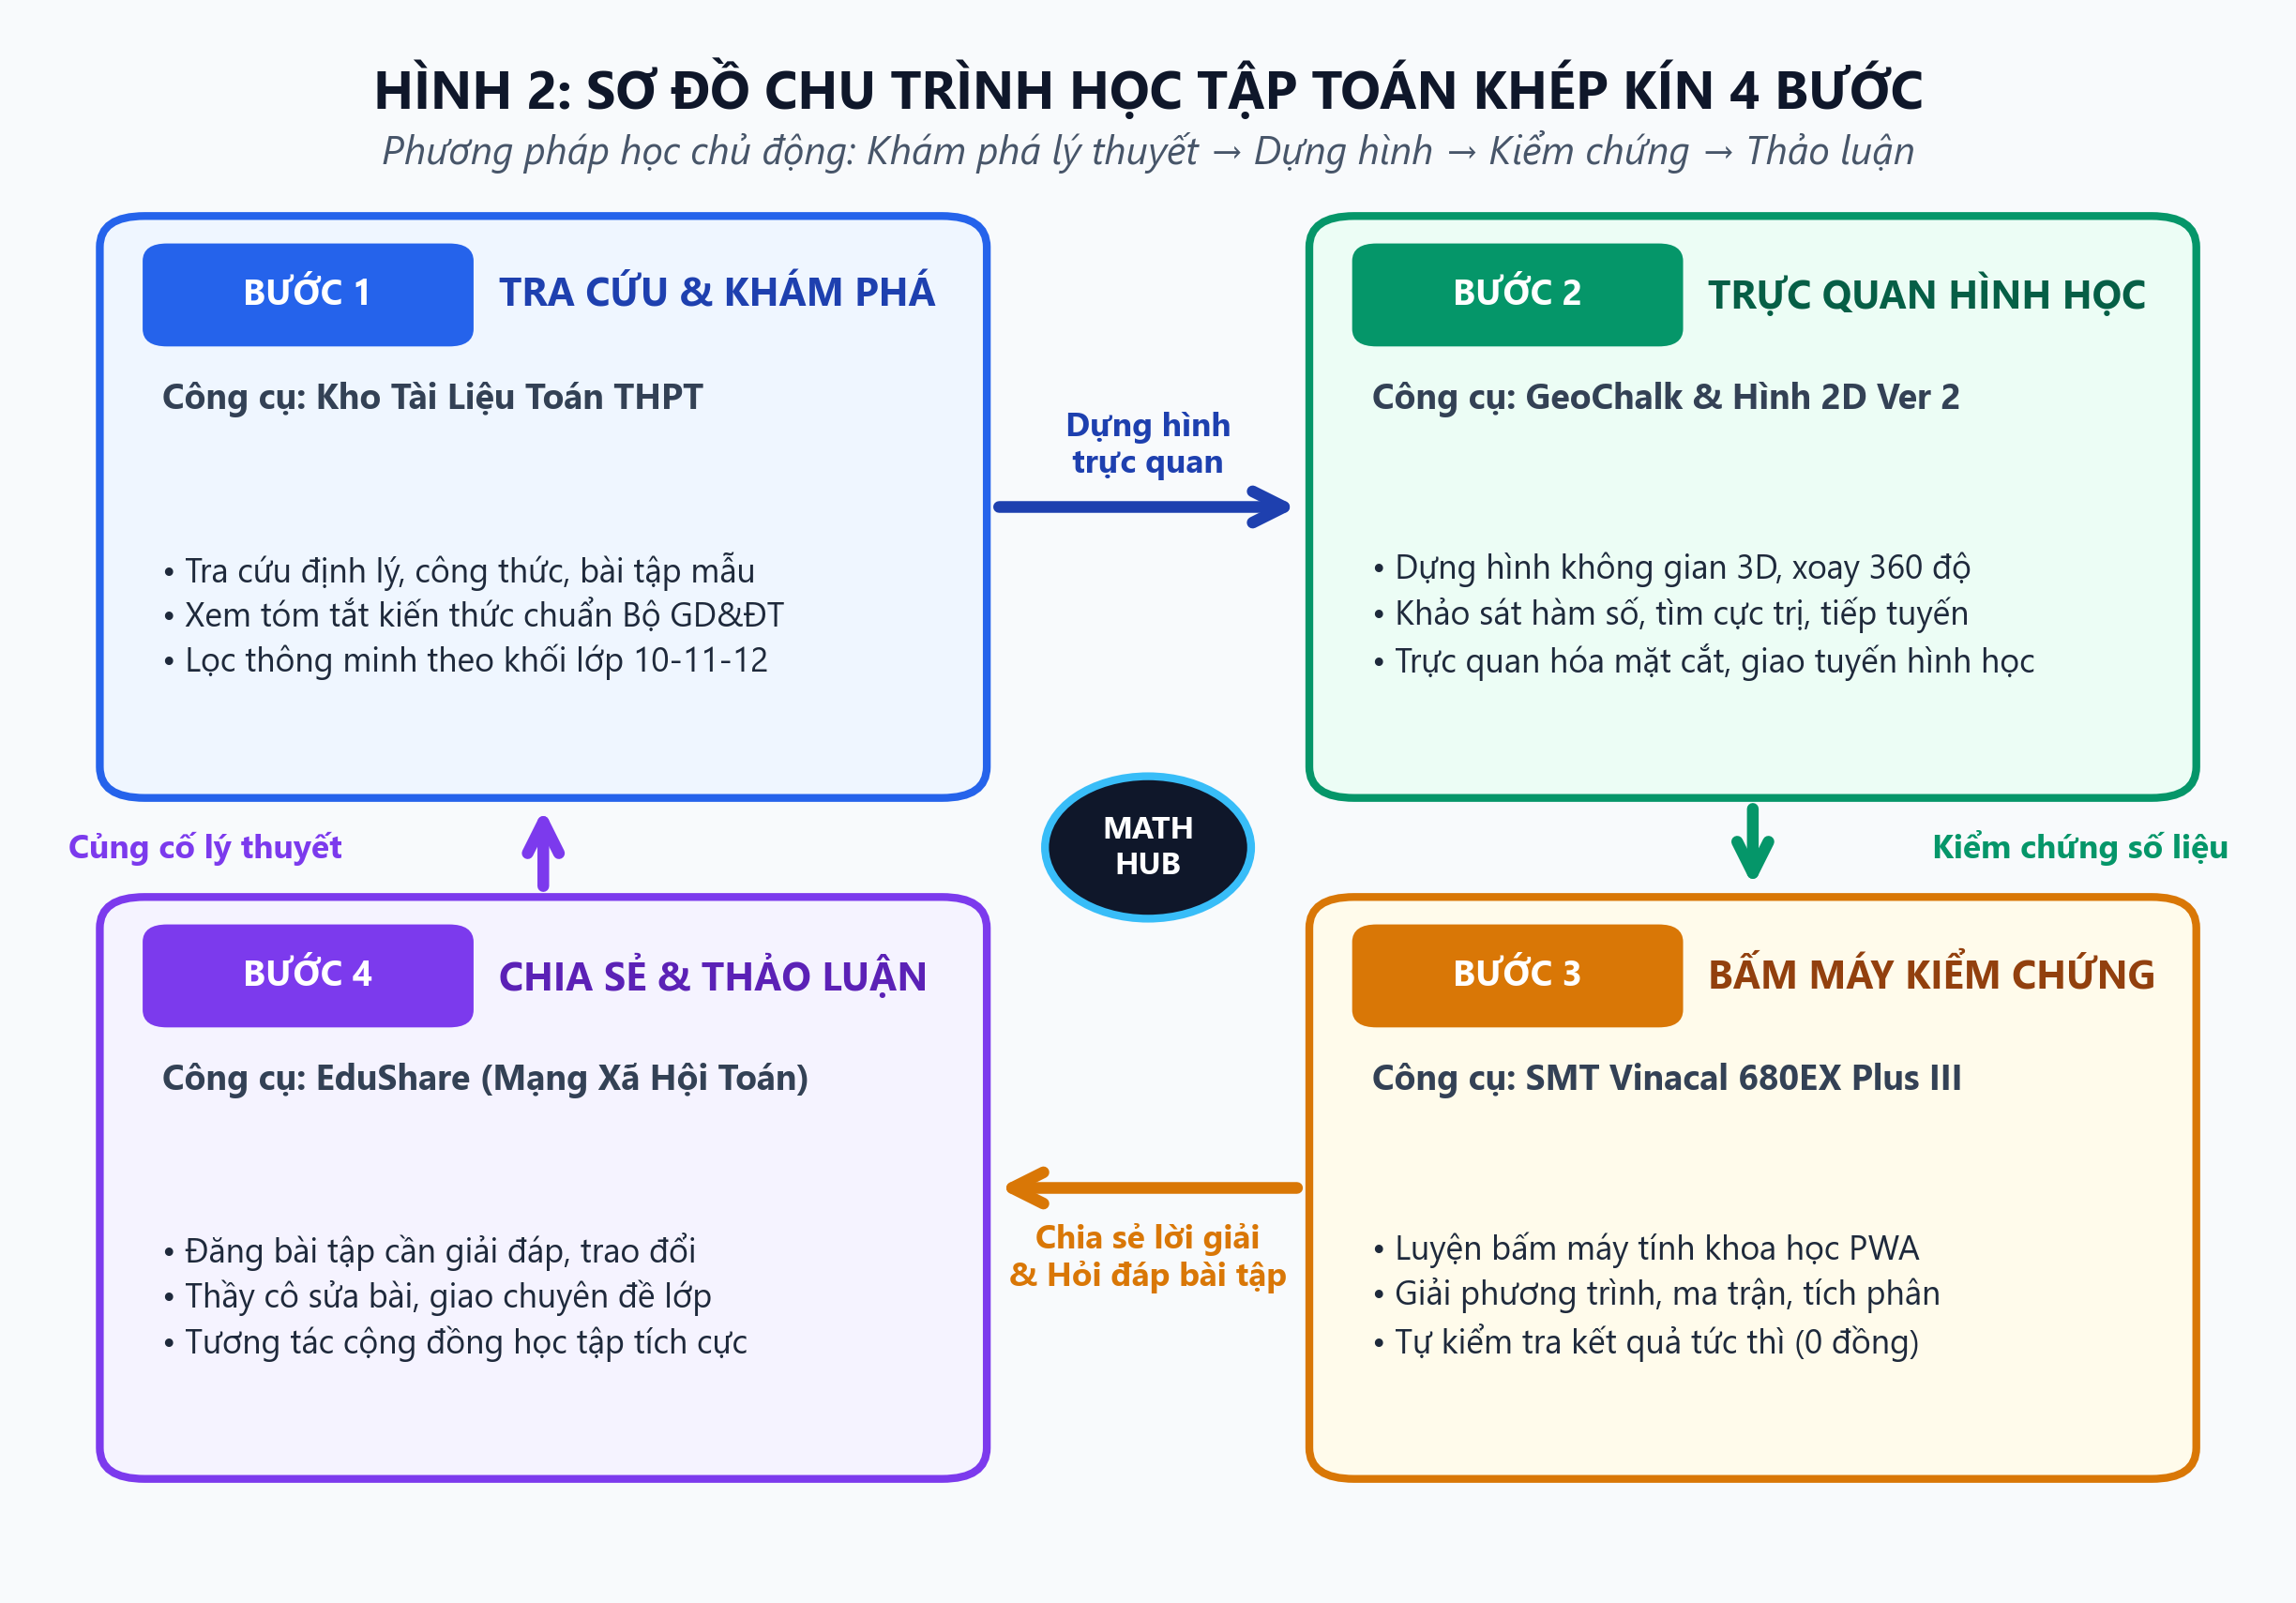 HÌNH 2: SƠ ĐỒ CHU TRÌNH HỌC TẬP TOÁN KHÉP KÍN 4 BƯỚC
Phương pháp học chủ động: Khám phá lý thuyết → Dựng hình → Kiểm chứng → Thảo luận
BƯỚC 1
TRA CỨU & KHÁM PHÁ
Công cụ: Kho Tài Liệu Toán THPT
• Tra cứu định lý, công thức, bài tập mẫu
• Xem tóm tắt kiến thức chuẩn Bộ GD&ĐT
• Lọc thông minh theo khối lớp 10-11-12
Dựng hình
trực quan
BƯỚC 2
TRỰC QUAN HÌNH HỌC
Công cụ: GeoChalk & Hình 2D Ver 2
• Dựng hình không gian 3D, xoay 360 độ
• Khảo sát hàm số, tìm cực trị, tiếp tuyến
• Trực quan hóa mặt cắt, giao tuyến hình học
Củng cố lý thuyết
MATH
HUB
Kiểm chứng số liệu
BƯỚC 4
CHIA SẺ & THẢO LUẬN
Công cụ: EduShare (Mạng Xã Hội Toán)
• Đăng bài tập cần giải đáp, trao đổi
• Thầy cô sửa bài, giao chuyên đề lớp
• Tương tác cộng đồng học tập tích cực
Chia sẻ lời giải
& Hỏi đáp bài tập
BƯỚC 3
BẤM MÁY KIỂM CHỨNG
Công cụ: SMT Vinacal 680EX Plus III
• Luyện bấm máy tính khoa học PWA
• Giải phương trình, ma trận, tích phân
• Tự kiểm tra kết quả tức thì (0 đồng)